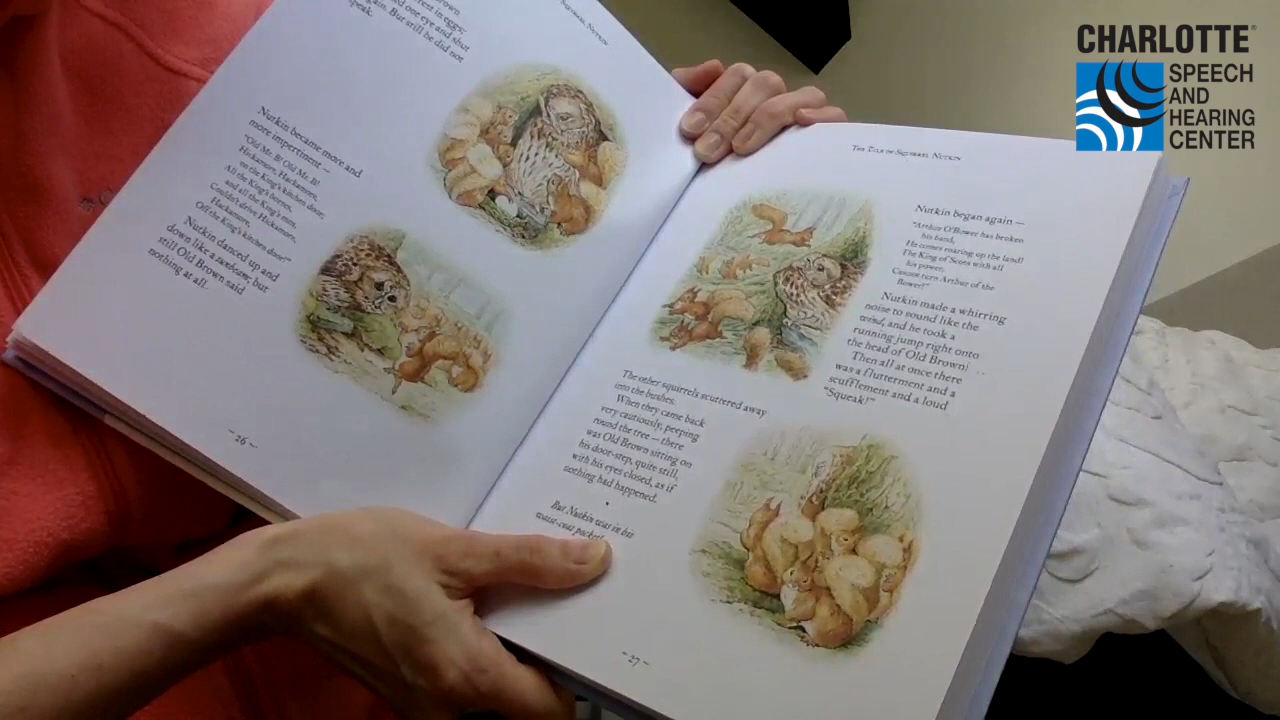 rown
rest in eggs;
ed one eye and shut
gain. But still he did not
peak.
Squirrel Nutkin
Nutkin became more and
more impertinent —
"Old Mr. B! Old Mr. B!
Hickamore, Hackamore,
on the King's kitchen door;
All the King's horses,
and all the King's men,
Couldn't drive Hickamore,
Hackamore,
Off the King's kitchen door!"
Nutkin danced up and
down like a sunbeam; but
still Old Brown said
nothing at all.
~ 26 ~
The Tale of Squirrel Nutkin
Nutkin began again —
"Arthur O'Bower has broken
his band,
He comes roaring up the land!
The King of Scots with all
his power,
Cannot turn Arthur of the
Bower!"
Nutkin made a whirring
noise to sound like the
wind, and he took a
running jump right onto
the head of Old Brown!
Then all at once there
was a flutterment and a
scufflement and a loud
"Squeak!"
The other squirrels scuttered away
into the bushes.
When they came back
very cautiously, peeping
round the tree — there
was Old Brown sitting on
his door-step, quite still,
with his eyes closed, as if
nothing had happened.
But Nutkin was in his
waist-coat pocket!
~ 27 ~
CHARLOTTE
SPEECH
AND
HEARING
CENTER